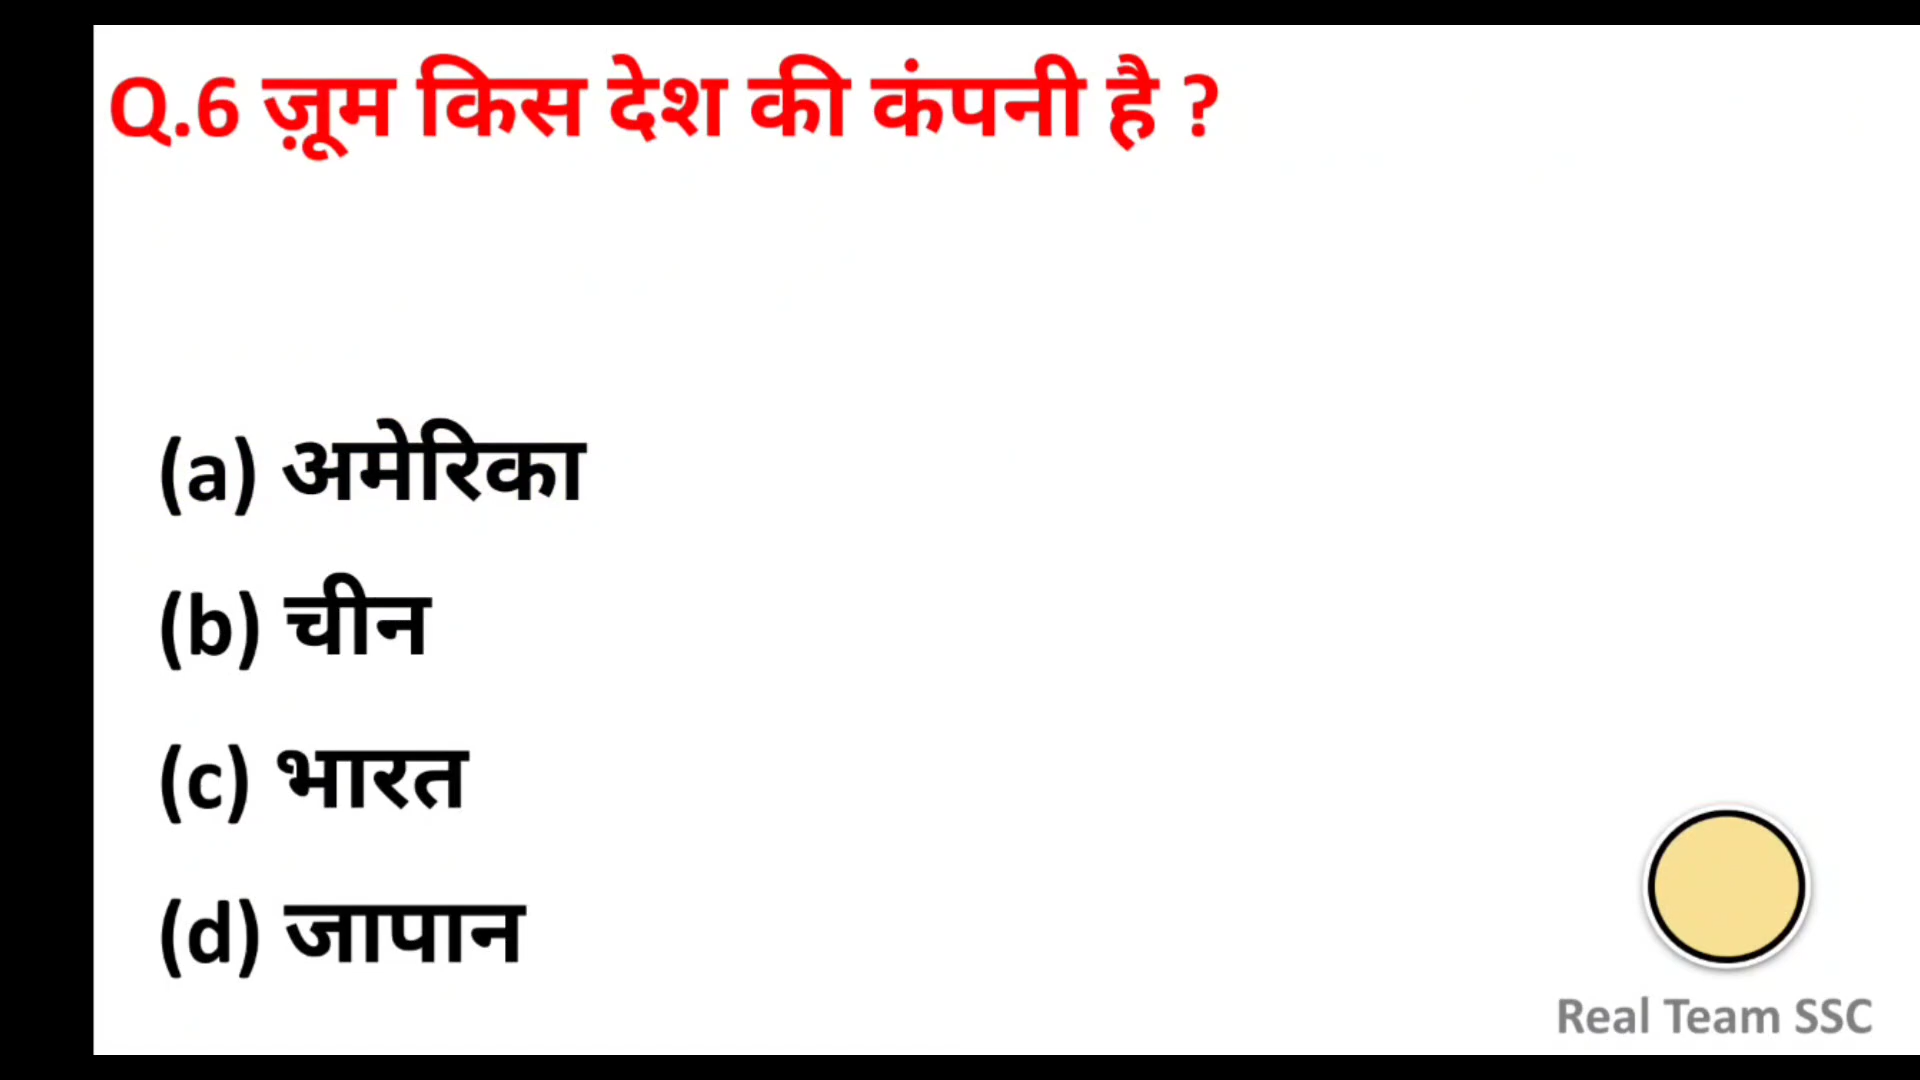 Q.6 ज़ूम किस देश की कंपनी है ?
(a) अमेरिका
(b) चीन
(c) भारत
(d) जापान
Real Team SSC